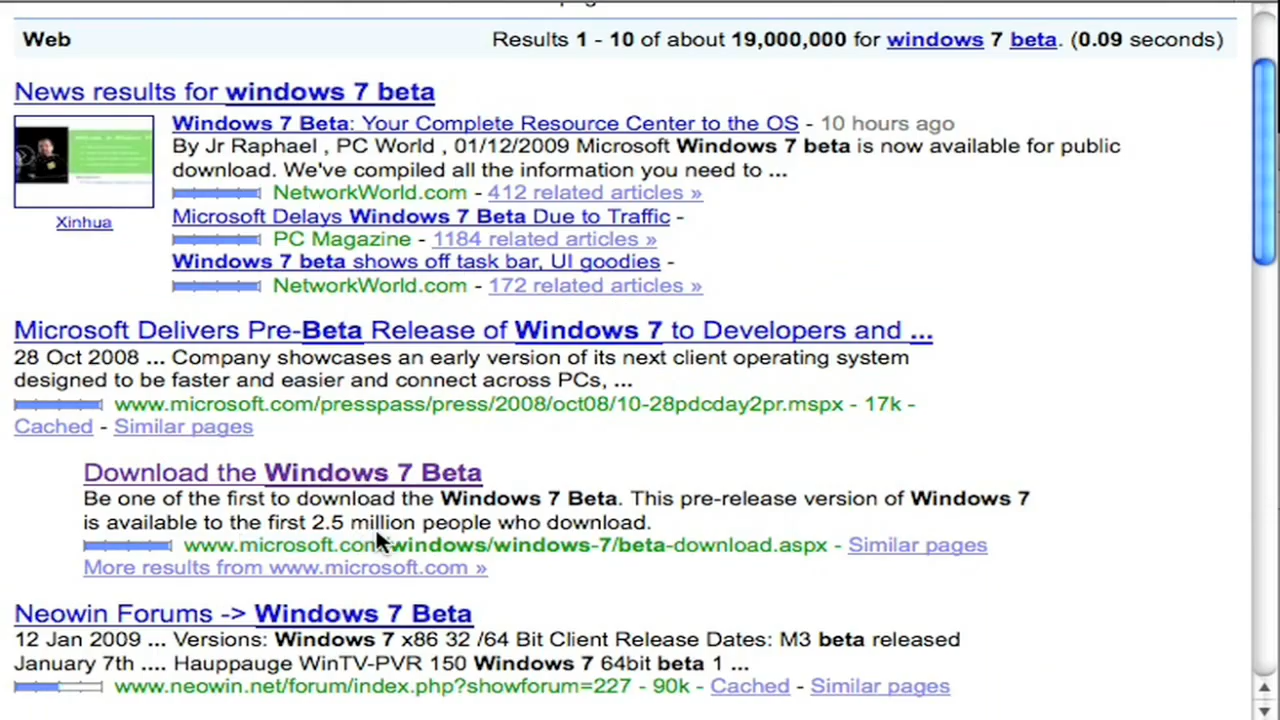 Web Results 1 - 10 of about 19,000,000 for windows 7 beta. (0.09 seconds)
News results for windows 7 beta
Windows 7 Beta: Your Complete Resource Center to the OS - 10 hours ago
By Jr Raphael , PC World , 01/12/2009 Microsoft Windows 7 beta is now available for public
download. We've compiled all the information you need to ...
NetworkWorld.com - 412 related articles »
Xinhua
Microsoft Delays Windows 7 Beta Due to Traffic -
PC Magazine - 1184 related articles »
Windows 7 beta shows off task bar, UI goodies -
NetworkWorld.com - 172 related articles »
Microsoft Delivers Pre-Beta Release of Windows 7 to Developers and ...
28 Oct 2008 ... Company showcases an early version of its next client operating system
designed to be faster and easier and connect across PCs, ...
www.microsoft.com/presspass/press/2008/oct08/10-28pdcday2pr.mspx - 17k -
Cached - Similar pages
Download the Windows 7 Beta
Be one of the first to download the Windows 7 Beta. This pre-release version of Windows 7
is available to the first 2.5 million people who download.
www.microsoft.com/windows/windows-7/beta-download.aspx - Similar pages
More results from www.microsoft.com »
Neowin Forums -> Windows 7 Beta
12 Jan 2009 ... Versions: Windows 7 x86 32 /64 Bit Client Release Dates: M3 beta released
January 7th .... Hauppauge WinTV-PVR 150 Windows 7 64bit beta 1 ...
www.neowin.net/forum/index.php?showforum=227 - 90k - Cached - Similar pages